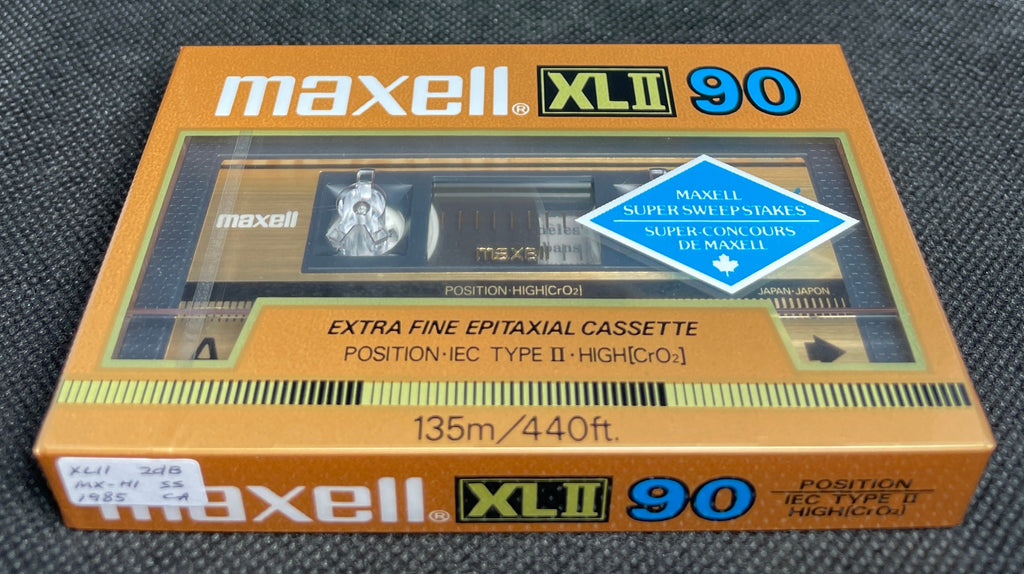 maxell® XLII 90
MAXELL
SUPER SWEEPSTAKES
SUPER-CONCOURS
DE MAXELL
maxell
maxell
POSITION·HIGH[CrO₂]
JAPAN-JAPON
A
EXTRA FINE EPITAXIAL CASSETTE
POSITION·IEC TYPE II·HIGH[CrO₂]
135m/440ft.
XLII 2dB
MX-HI SS
1985 CA
maxell® XLII 90
POSITION
IEC TYPE II
HIGH[CrO₂]